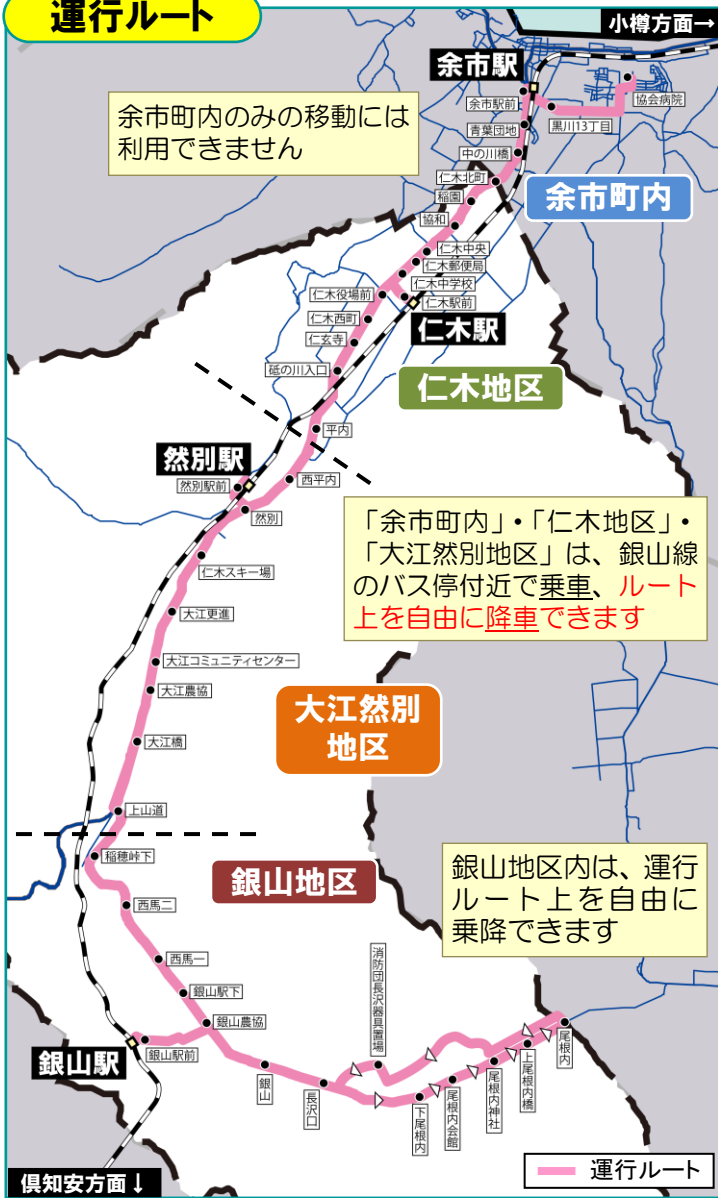 運行ルート
小樽方面→
余市駅
余市駅前
協会病院
黒川13丁目
青葉団地
余市町内のみの移動には
利用できません
中の川橋
仁木北町
余市町内
稲園
協和
仁木中央
仁木郵便局
仁木中学校
仁木役場前
仁木駅前
仁木西町
仁木駅
仁玄寺
砥の川入口
仁木地区
平内
然別駅
西平内
然別駅前
然別
「余市町内」・「仁木地区」・
「大江然別地区」は、銀山線
のバス停付近で乗車、ルート
上を自由に降車できます
仁木スキー場
大江更進
大江コミュニティセンター
大江農協
大江然別
地区
大江橋
上山道
稲穂峠下
銀山地区
銀山地区内は、運行
ルート上を自由に
乗降できます
西馬二
西馬一
銀山駅下
銀山農協
消防団長沢器具置場
銀山駅
銀山駅前
銀山
長沢口
下尾根内
尾根内会館
尾根内神社
上尾根内橋
尾根内
運行ルート
倶知安方面↓